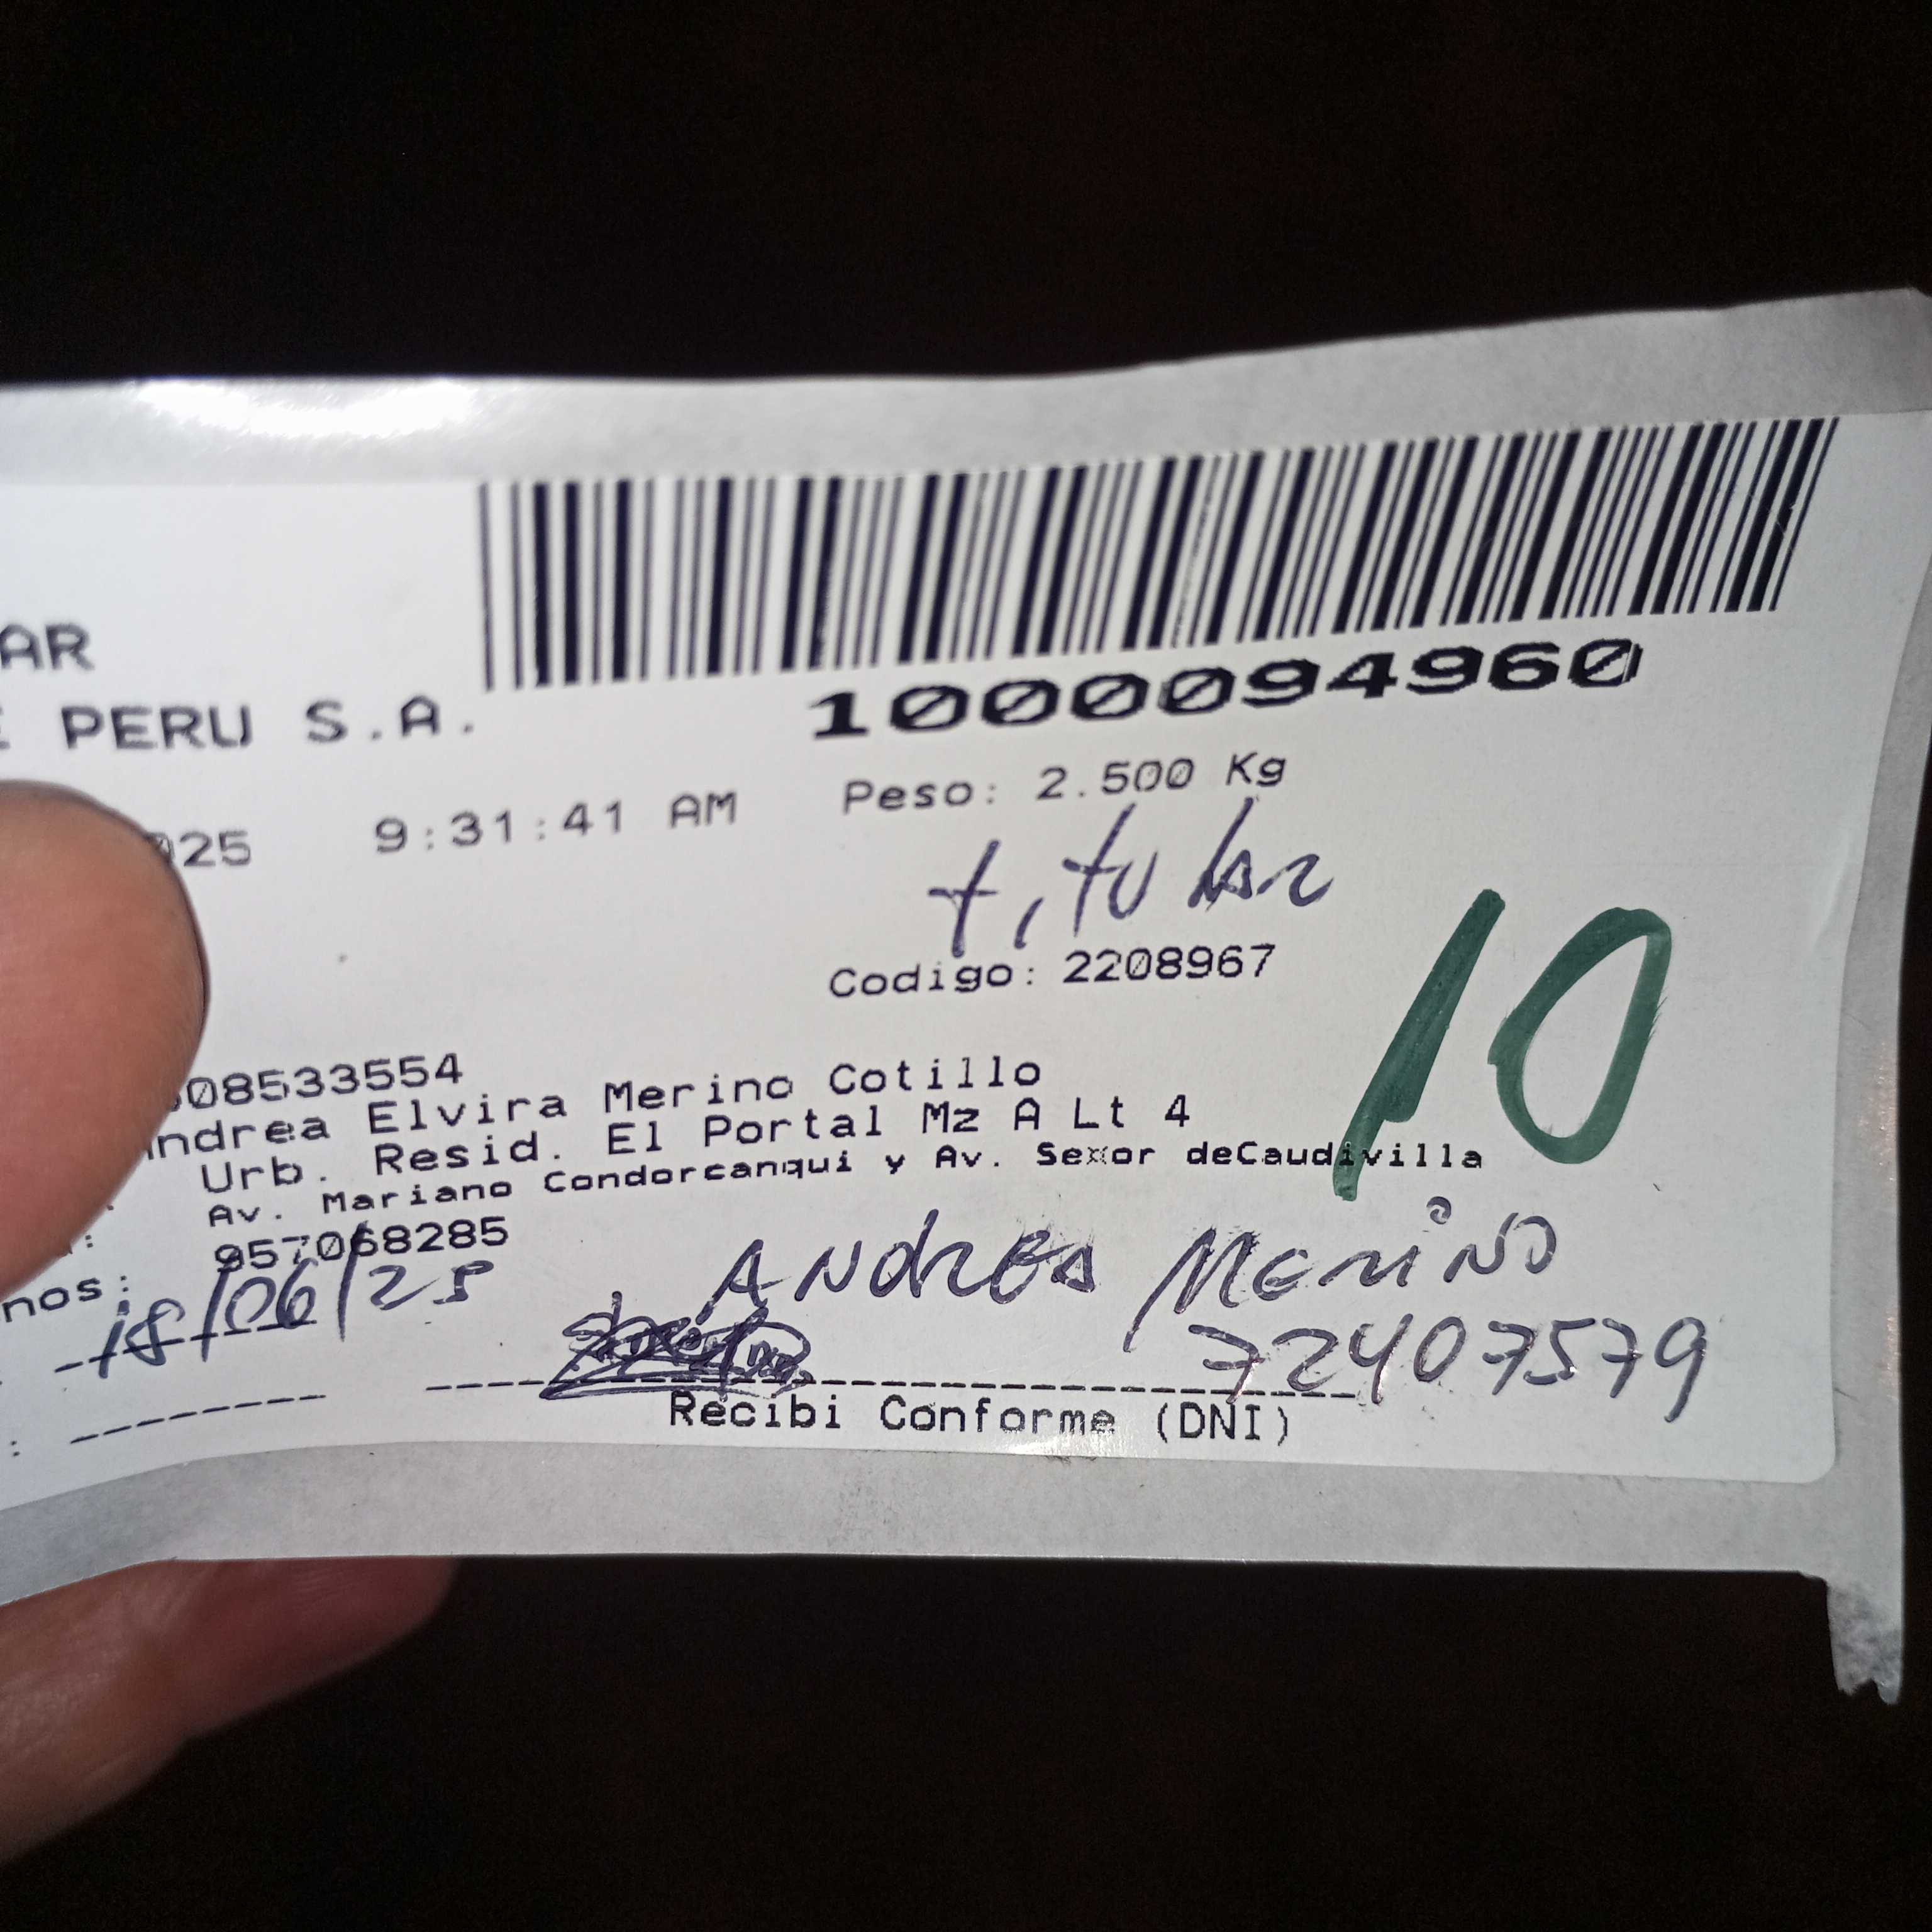 AR
PERU S.A.
1000094960
025 9:31:41 AM Peso: 2.500 Kg
titular
Codigo: 2208967
10
08533554
ndrea Elvira Merino Cotillo
Urb. Resid. El Portal Mz A Lt 4
Av. Mariano Condorcanqui y Av. Sexor deCaudivilla
957068285
nos:
18/06/25
ANdREA MERiNO
72407579
Recibi Conforme (DNI)